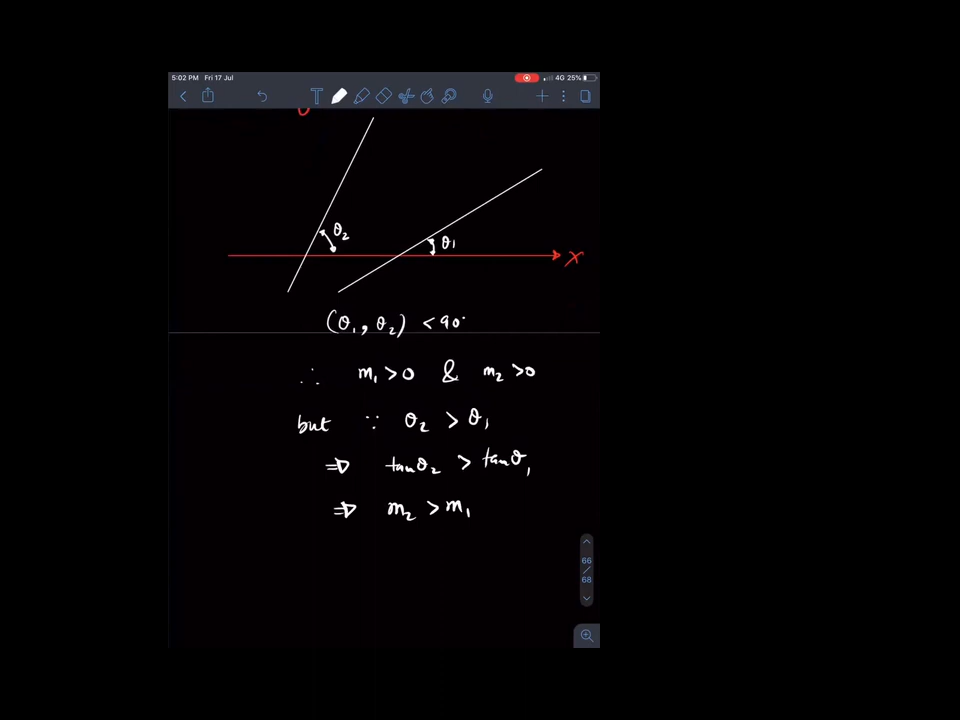 5:02 PM Fri 17 Jul 4G 25%
T
θ₂
θ₁
x
(θ₁, θ₂) < 90°
∴ m₁ > 0 & m₂ > 0
but ∵ θ₂ > θ₁
⇒ tanθ₂ > tanθ₁
⇒ m₂ > m₁
66
/
68